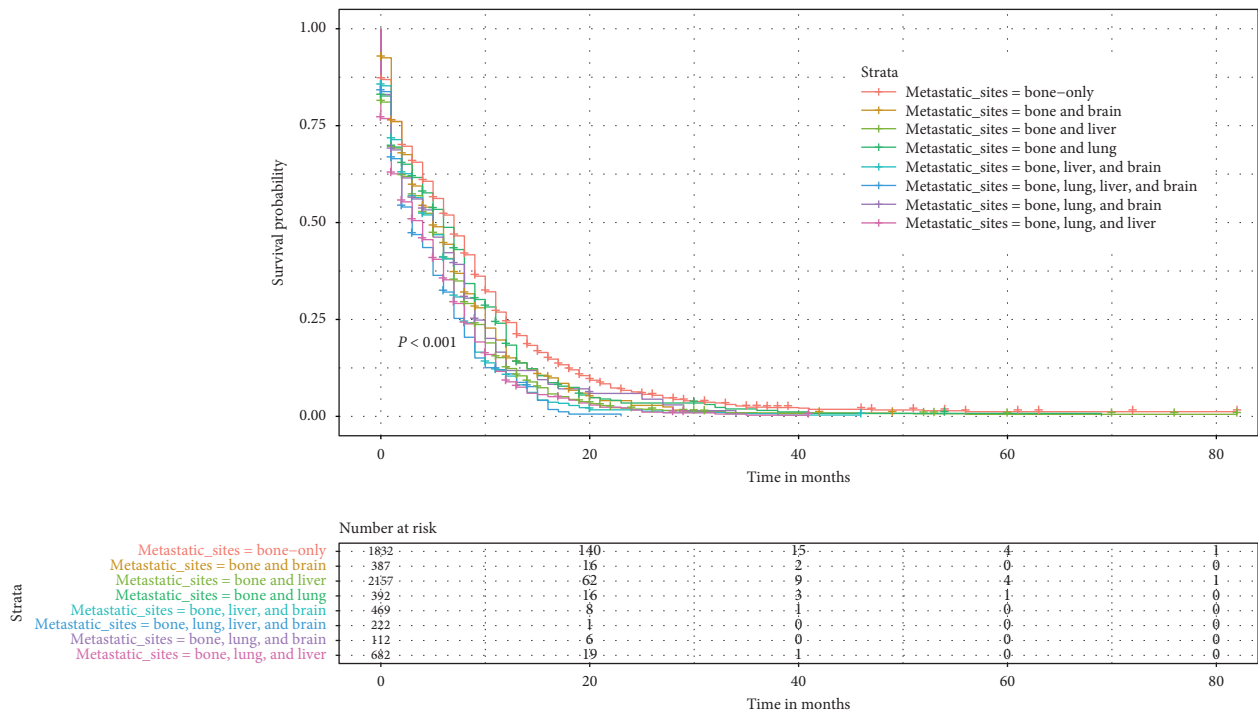 1.00
0.75
0.50
0.25
0.00
Survival probability
P < 0.001
Strata
Metastatic_sites = bone−only
Metastatic_sites = bone and brain
Metastatic_sites = bone and liver
Metastatic_sites = bone and lung
Metastatic_sites = bone, liver, and brain
Metastatic_sites = bone, lung, liver, and brain
Metastatic_sites = bone, lung, and brain
Metastatic_sites = bone, lung, and liver
0 20 40 60 80
Time in months
Number at risk
Strata
Metastatic_sites = bone−only 1832 140 15 4 1
Metastatic_sites = bone and brain 387 16 2 0 0
Metastatic_sites = bone and liver 2157 62 9 4 1
Metastatic_sites = bone and lung 392 16 3 1 0
Metastatic_sites = bone, liver, and brain 469 8 1 0 0
Metastatic_sites = bone, lung, liver, and brain 222 1 0 0 0
Metastatic_sites = bone, lung, and brain 112 6 0 0 0
Metastatic_sites = bone, lung, and liver 682 19 1 0 0
0 20 40 60 80
Time in months